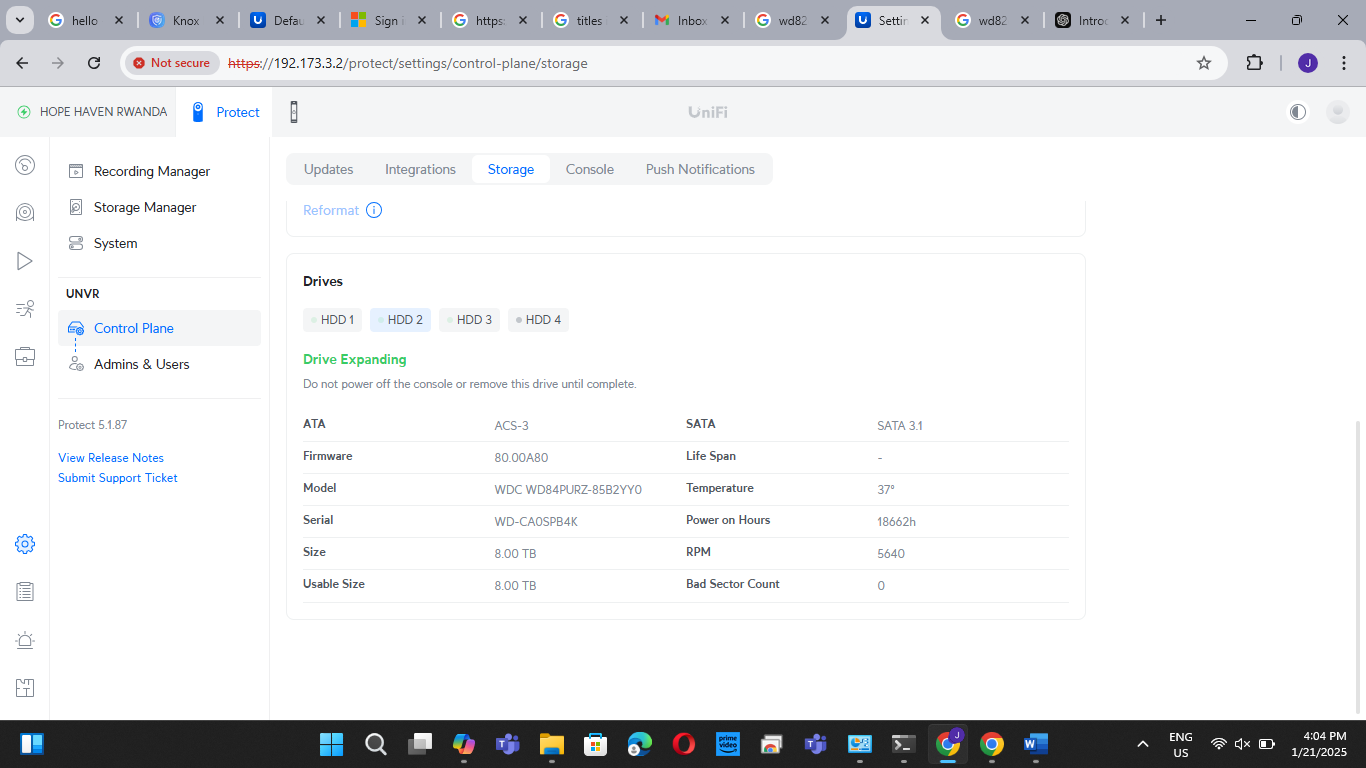 hello
Knox
Defau
Sign i
https:
titles
Inbox
wd82
Settin
wd82
Introd
Not secure https://192.173.3.2/protect/settings/control-plane/storage J
HOPE HAVEN RWANDA Protect UniFi
Recording Manager
Storage Manager
System
UNVR
Control Plane
Admins & Users
Protect 5.1.87
View Release Notes
Submit Support Ticket
Updates Integrations Storage Console Push Notifications
Reformat
Drives
HDD 1 HDD 2 HDD 3 HDD 4
Drive Expanding
Do not power off the console or remove this drive until complete.
ATA ACS-3 SATA SATA 3.1
Firmware 80.00A80 Life Span -
Model WDC WD84PURZ-85B2YY0 Temperature 37°
Serial WD-CA0SPB4K Power on Hours 18662h
Size 8.00 TB RPM 5640
Usable Size 8.00 TB Bad Sector Count 0
prime video
J
ENG
US
4:04 PM
1/21/2025